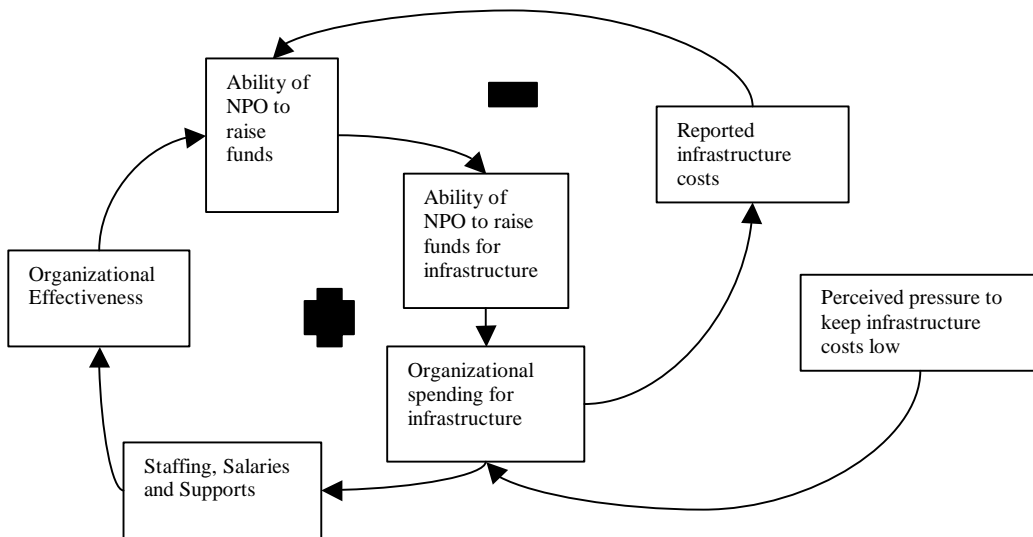 Ability of
NPO to
raise
funds
Reported
infrastructure
costs
Ability of
NPO to raise
funds for
infrastructure
Organizational
Effectiveness
Perceived pressure to
keep infrastructure
costs low
Organizational
spending for
infrastructure
Staffing, Salaries
and Supports